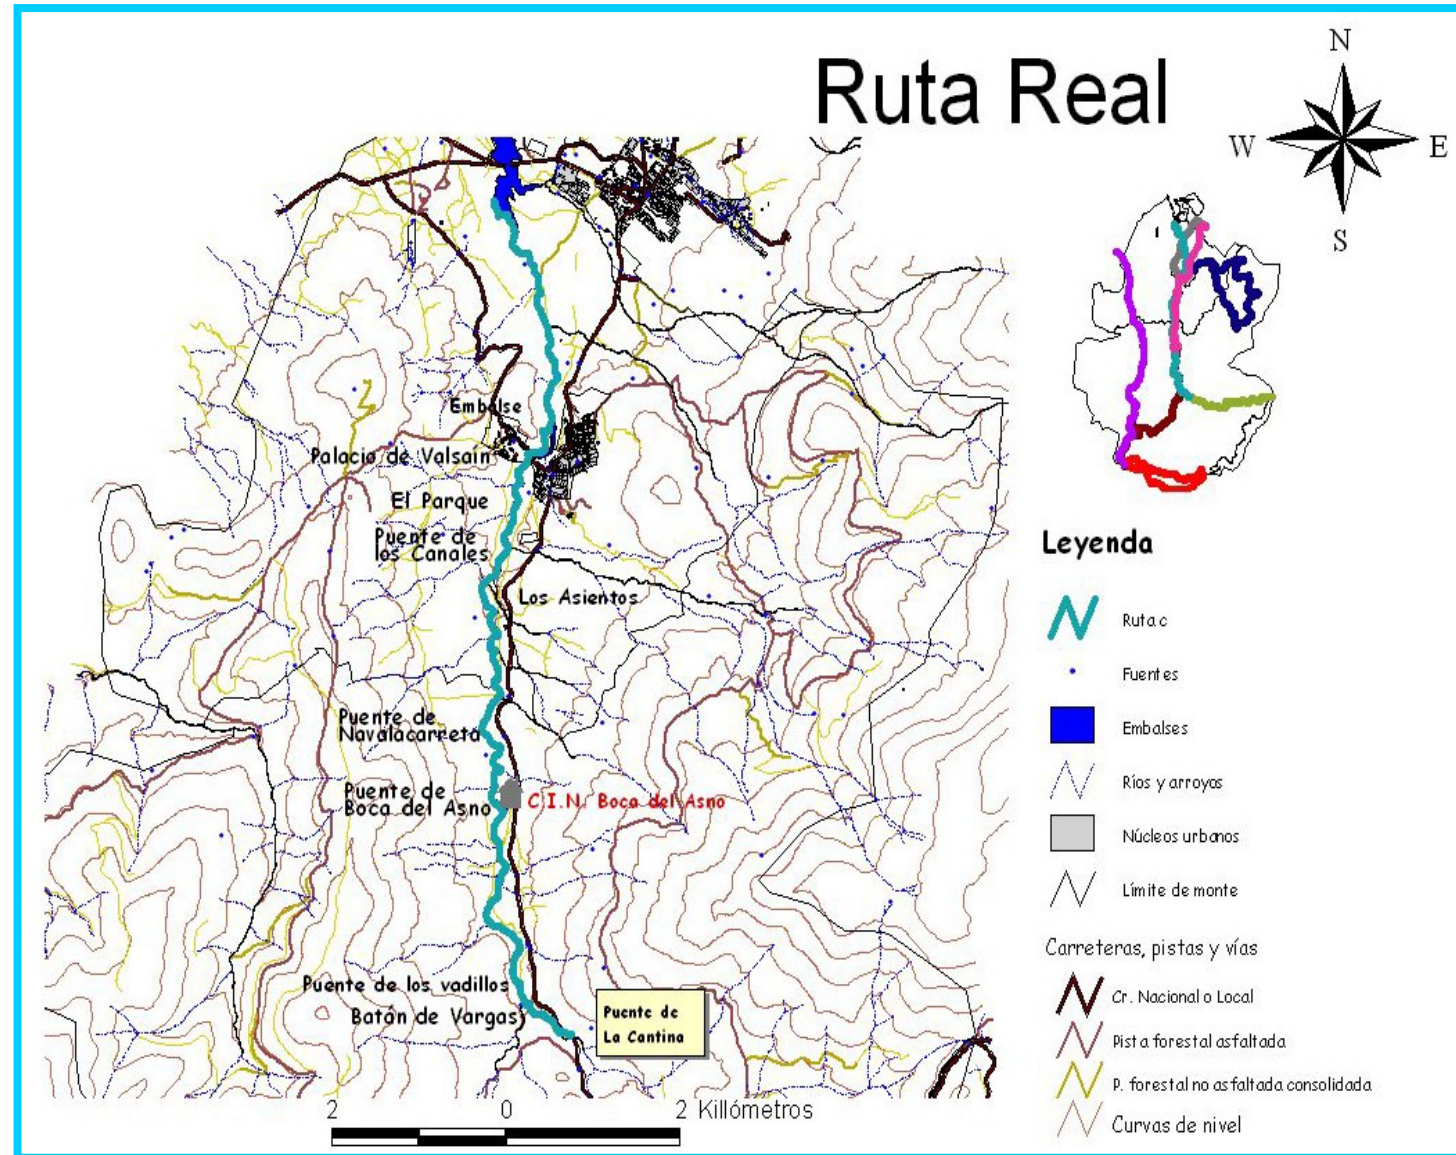 Ruta Real
N
W
E
S
Embalse
Palacio de Valsaín
El Parque
Puente de
los Canales
Los Asientos
Puente de
Navalacarreta
Puente de
Boca del Asno
C.I.N. Boca del Asno
Puente de los vadillos
Batán de Vargas
Puente de
La Cantina
2 0 2 Killómetros
Leyenda
Ruta c
Fuentes
Embalses
Ríos y arroyos
Núcleos urbanos
Límite de monte
Carreteras, pistas y vías
Cr. Nacional o Local
Pista forestal asfaltada
P. forestal no asfaltada consolidada
Curvas de nivel